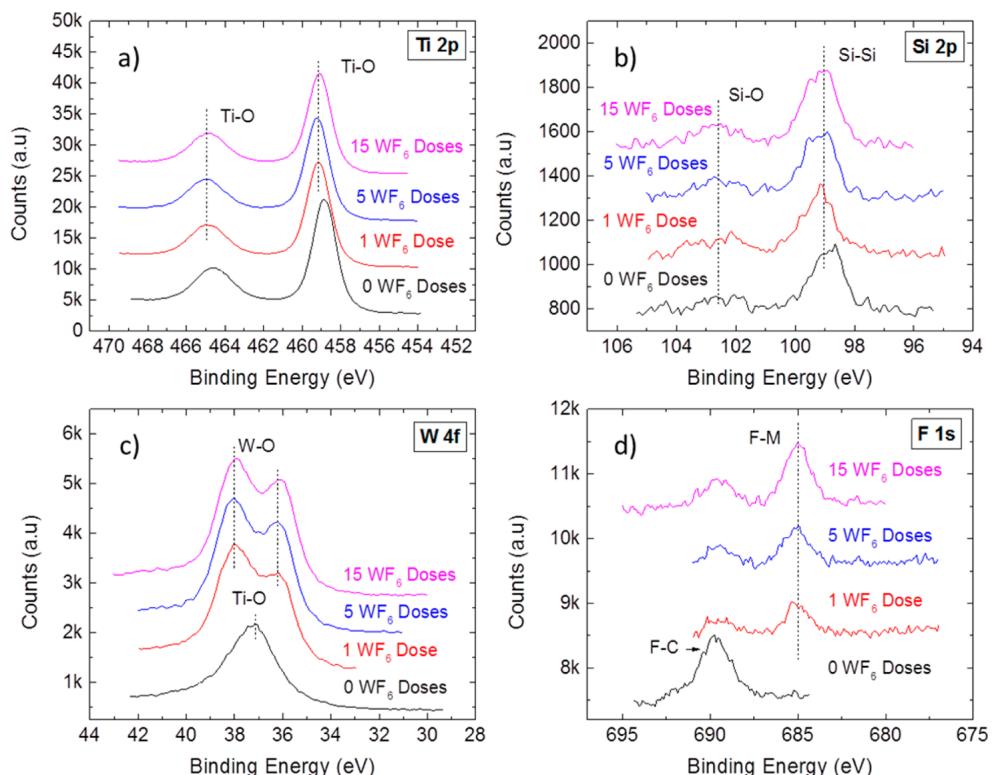 50k
45k
40k
35k
30k
25k
20k
15k
10k
5k
0
Counts (a.u)
a)
Ti 2p
Ti-O
Ti-O
15 WF6 Doses
5 WF6 Doses
1 WF6 Dose
0 WF6 Doses
470 468 466 464 462 460 458 456 454 452
Binding Energy (eV)
2000
1800
1600
1400
1200
1000
800
Counts (a.u)
b)
Si 2p
Si-Si
Si-O
15 WF6 Doses
5 WF6 Doses
1 WF6 Dose
0 WF6 Doses
106 104 102 100 98 96 94
Binding Energy (eV)
6k
5k
4k
3k
2k
1k
Counts (a.u)
c)
W 4f
W-O
Ti-O
15 WF6 Doses
5 WF6 Doses
1 WF6 Dose
0 WF6 Doses
44 42 40 38 36 34 32 30 28
Binding Energy (eV)
12k
11k
10k
9k
8k
Counts (a.u)
d)
F 1s
F-M
F-C
15 WF6 Doses
5 WF6 Doses
1 WF6 Dose
0 WF6 Doses
695 690 685 680 675
Binding Energy (eV)